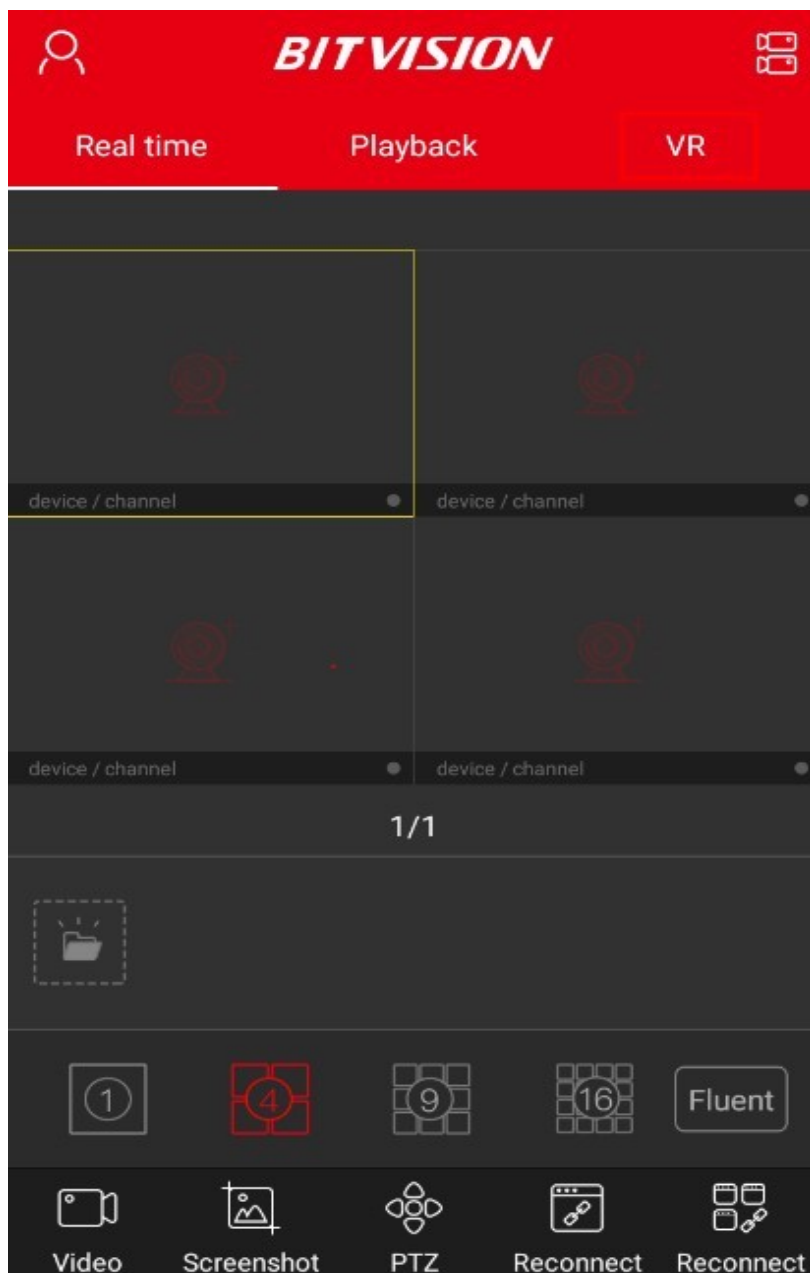 BITVISION
Real time Playback VR
device / channel device / channel
device / channel device / channel
1/1
1 4 9 16 Fluent
Video Screenshot PTZ Reconnect Reconnect